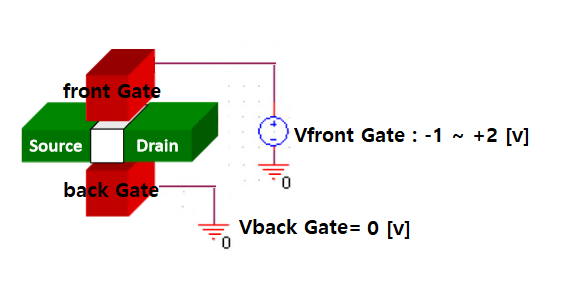 front Gate
Source
Drain
+
−
Vfront Gate : -1 ~ +2 [v]
0
back Gate
Vback Gate= 0 [v]
0